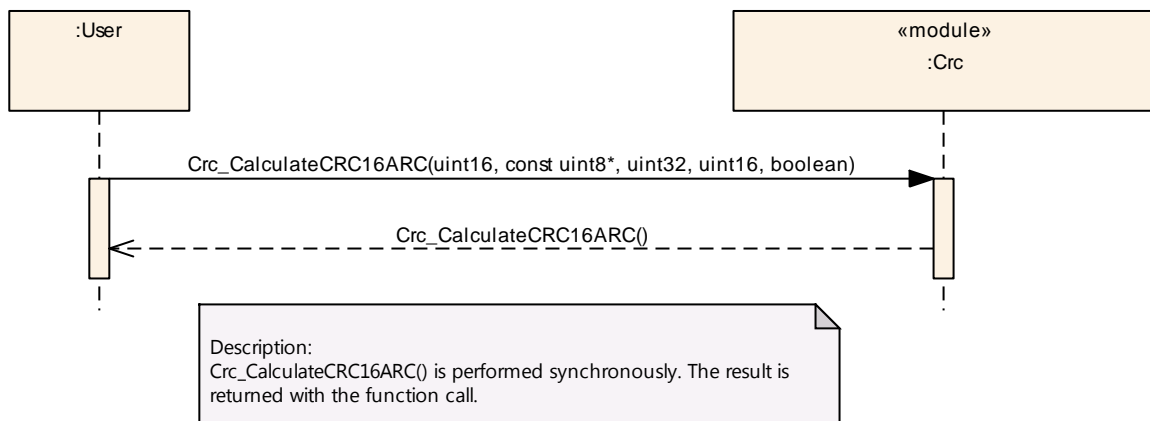 :User
«module»
:Crc
Crc_CalculateCRC16ARC(uint16, const uint8*, uint32, uint16, boolean)
Crc_CalculateCRC16ARC()
Description:
Crc_CalculateCRC16ARC() is performed synchronously. The result is
returned with the function call.